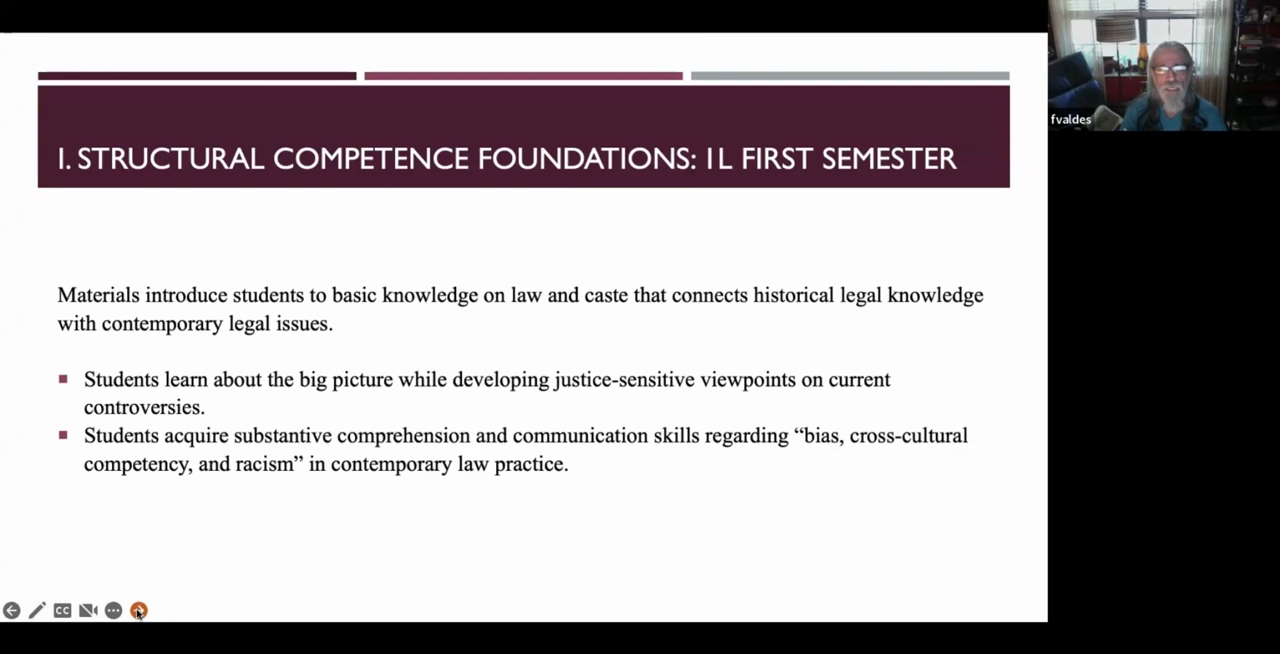 I. STRUCTURAL COMPETENCE FOUNDATIONS: 1L FIRST SEMESTER
fvaldes
Materials introduce students to basic knowledge on law and caste that connects historical legal knowledge
with contemporary legal issues.
Students learn about the big picture while developing justice-sensitive viewpoints on current
controversies.
Students acquire substantive comprehension and communication skills regarding “bias, cross-cultural
competency, and racism” in contemporary law practice.
CC